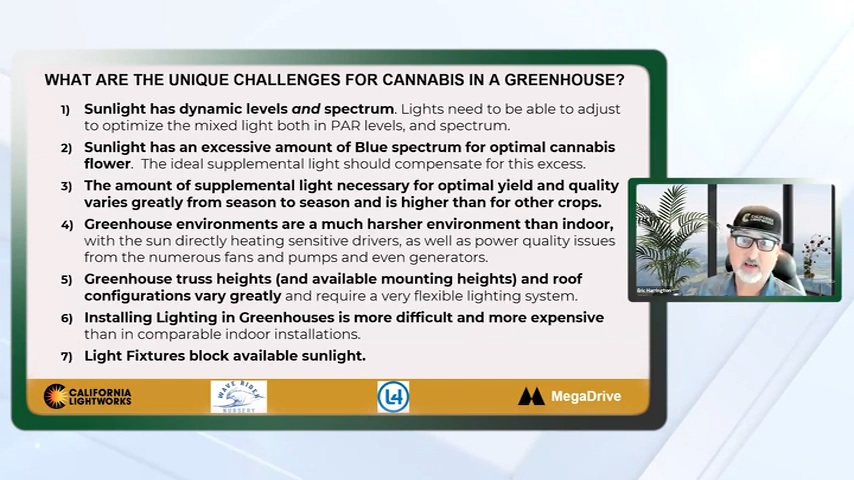 WHAT ARE THE UNIQUE CHALLENGES FOR CANNABIS IN A GREENHOUSE?
1) Sunlight has dynamic levels and spectrum. Lights need to be able to adjust
to optimize the mixed light both in PAR levels, and spectrum.
2) Sunlight has an excessive amount of Blue spectrum for optimal cannabis
flower. The ideal supplemental light should compensate for this excess.
3) The amount of supplemental light necessary for optimal yield and quality
varies greatly from season to season and is higher than for other crops.
4) Greenhouse environments are a much harsher environment than indoor,
with the sun directly heating sensitive drivers, as well as power quality issues
from the numerous fans and pumps and even generators.
5) Greenhouse truss heights (and available mounting heights) and roof
configurations vary greatly and require a very flexible lighting system.
6) Installing Lighting in Greenhouses is more difficult and more expensive
than in comparable indoor installations.
7) Light Fixtures block available sunlight.
CALIFORNIA
LIGHTWORKS
WAVE RIDER
NURSERY
L4
MegaDrive
CALIFORNIA
LIGHTWORKS
Eric Harrington